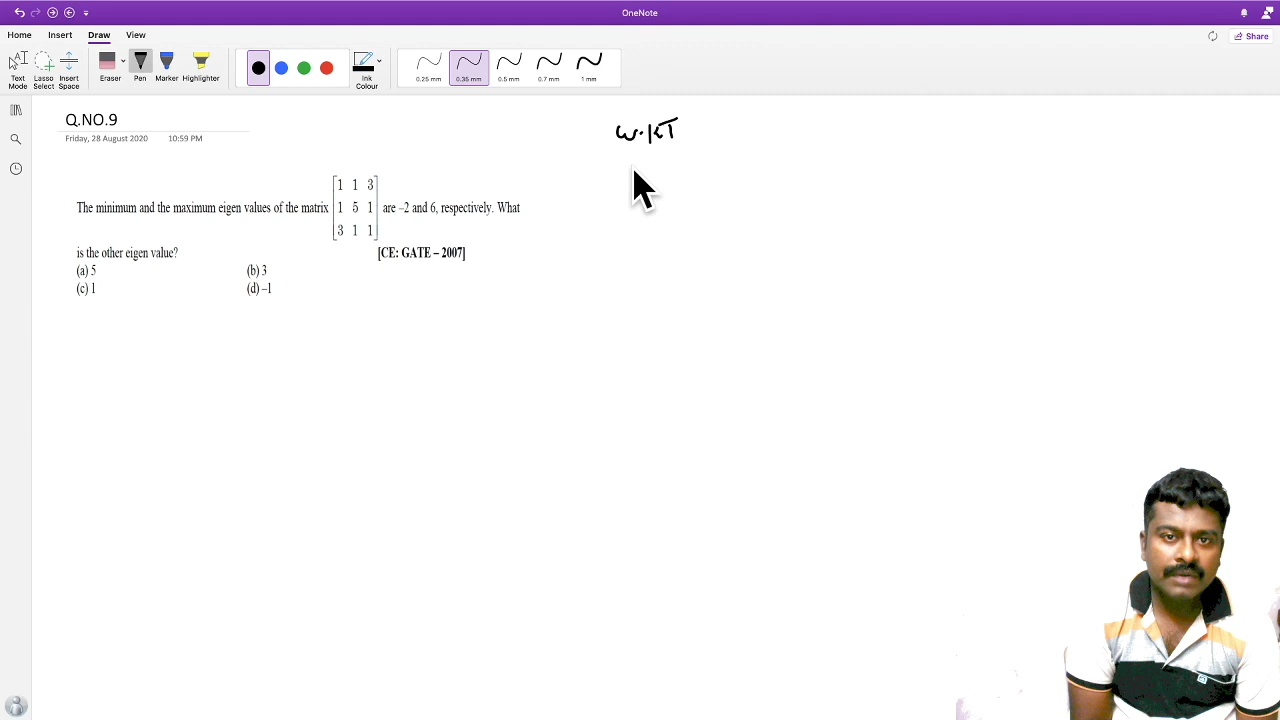 OneNote
Home Insert Draw View
Share
Text Mode
Lasso Select
Insert Space
Eraser
Pen
Marker
Highlighter
Ink Colour
0.25 mm
0.35 mm
0.5 mm
0.7 mm
1 mm
Q.NO.9
Friday, 28 August 2020 10:59 PM
W.KT
The minimum and the maximum eigen values of the matrix [1 1 3
1 5 1
3 1 1] are –2 and 6, respectively. What
is the other eigen value? [CE: GATE – 2007]
(a) 5 (b) 3
(c) 1 (d) –1